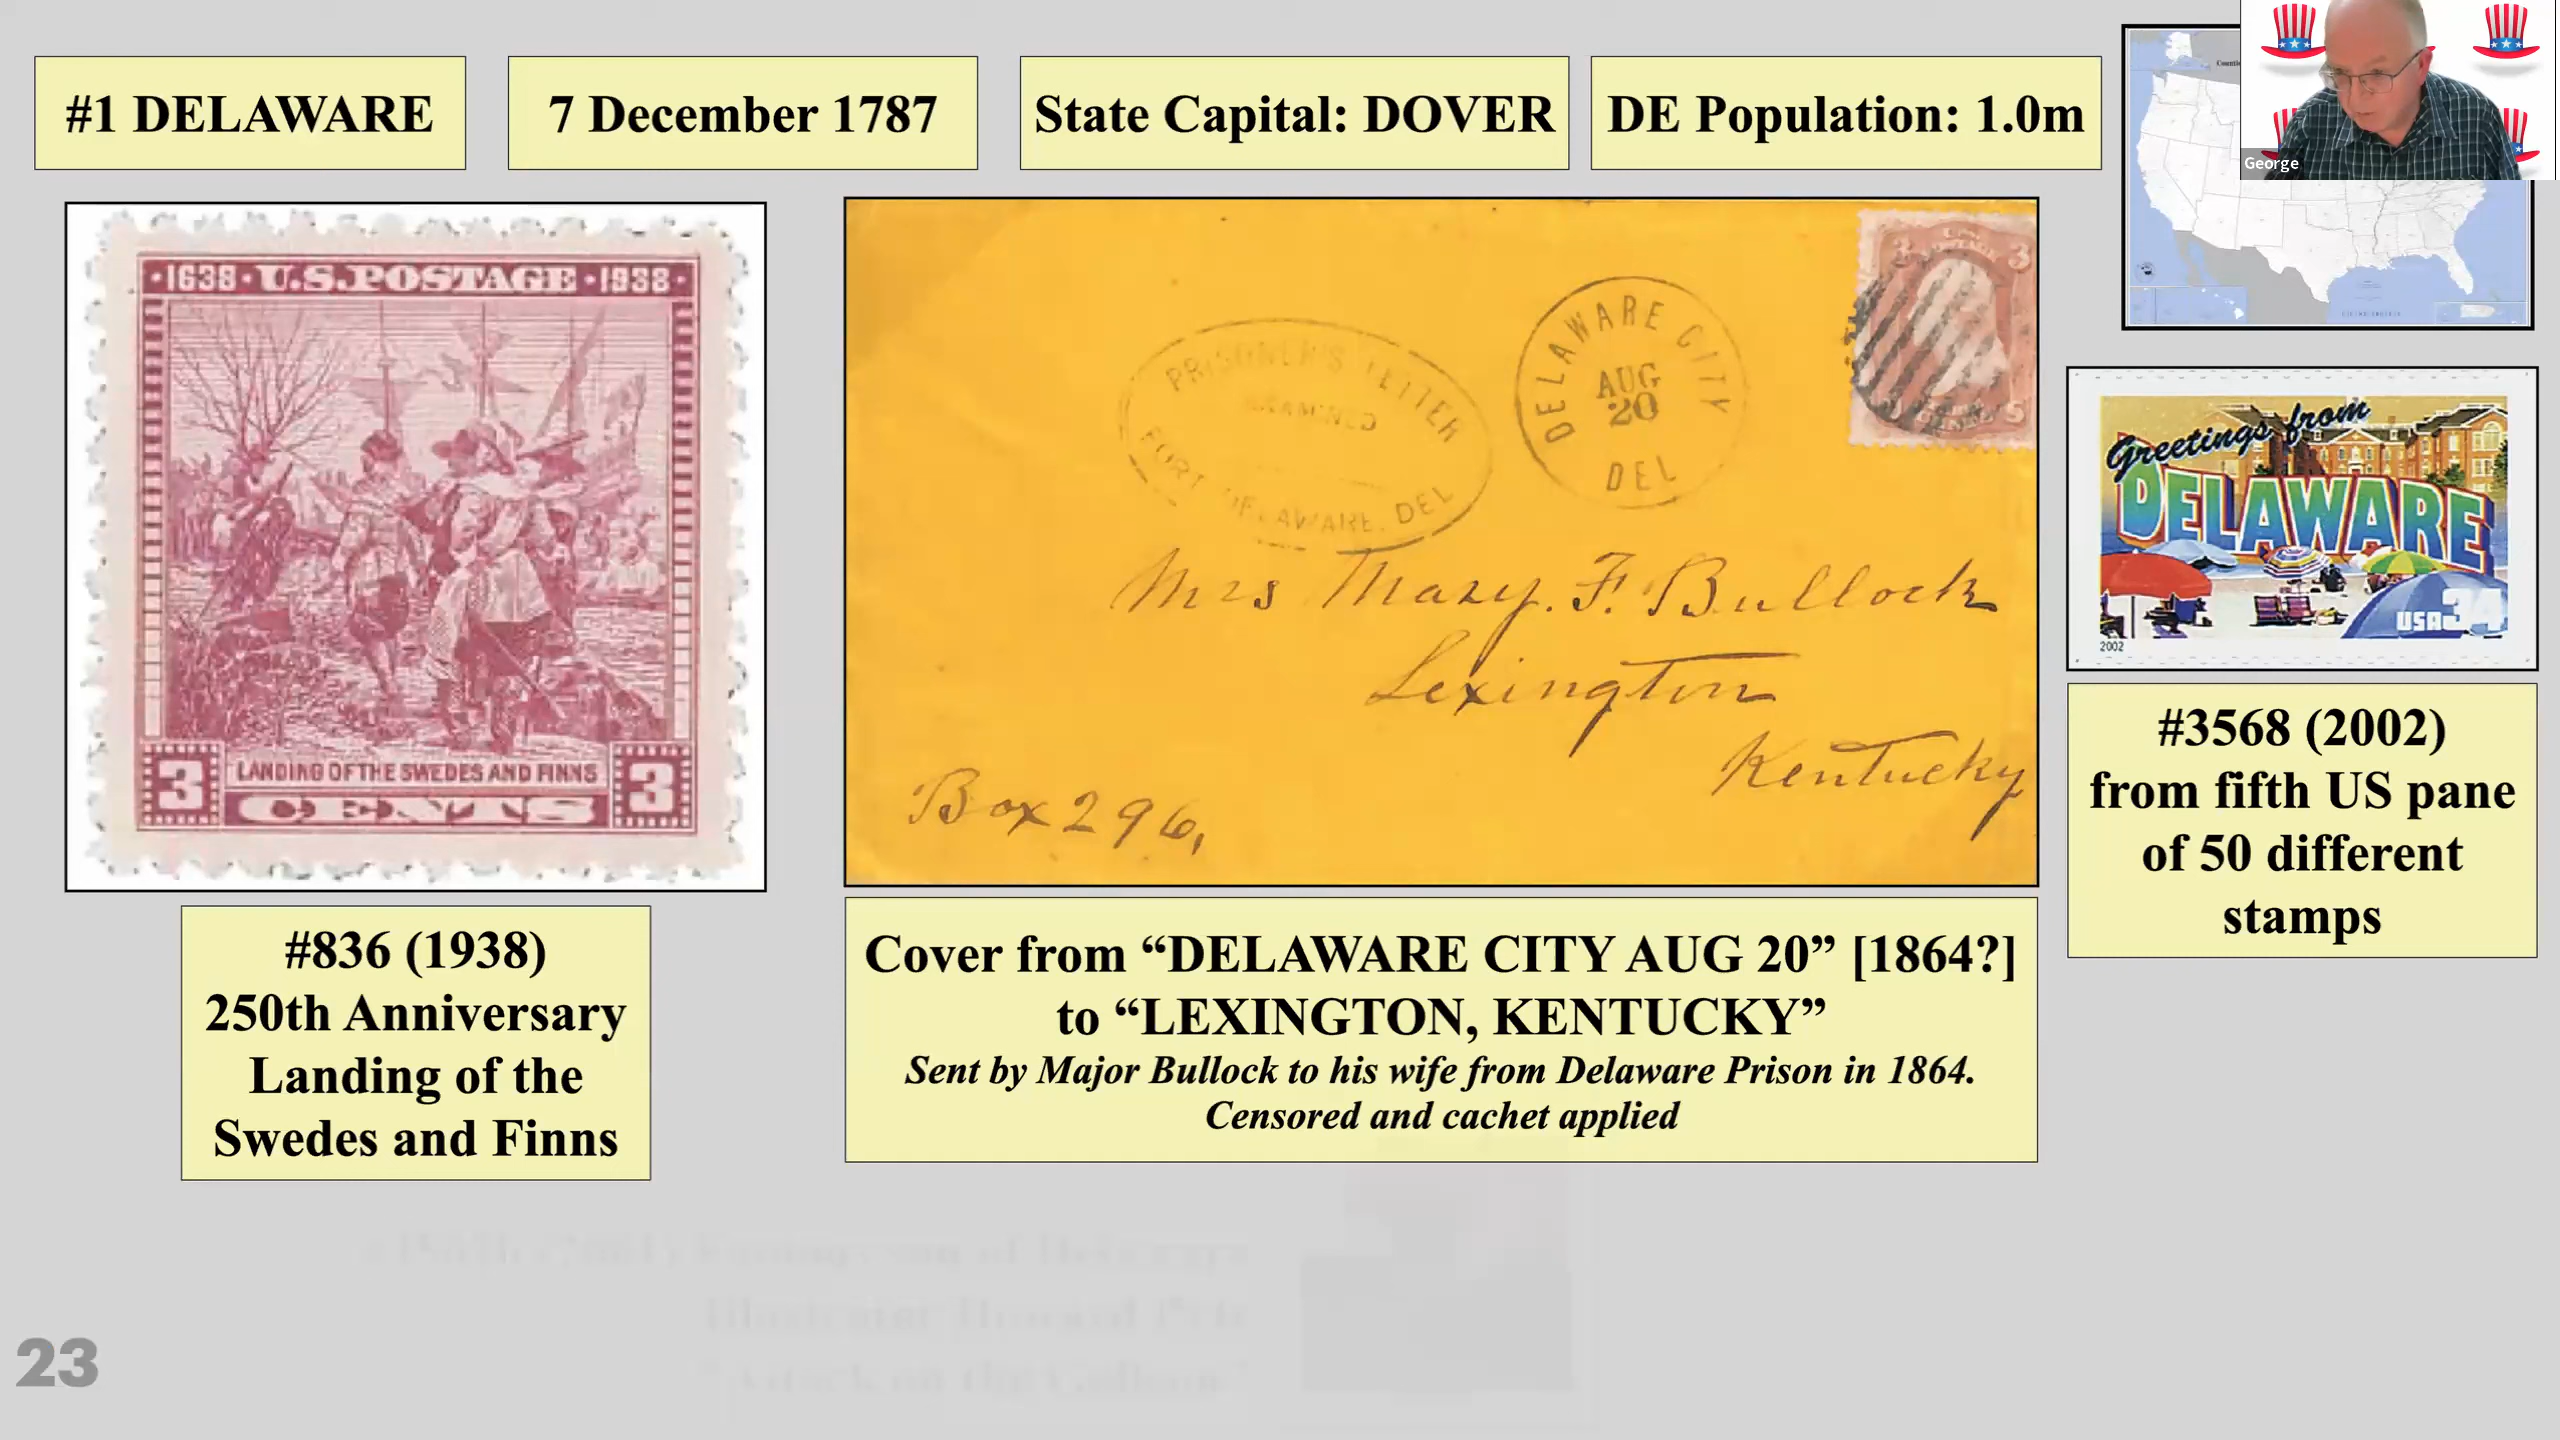 #1 DELAWARE
7 December 1787
State Capital: DOVER
DE Population: 1.0m
George
·1638·U.S.POSTAGE·1938·
3 LANDING OF THE SWEDES AND FINNS 3
CENTS
#836 (1938)
250th Anniversary
Landing of the
Swedes and Finns
PRISONER'S LETTER
EXAMINED
FORT DELAWARE. DEL
DELAWARE CITY
AUG
20
DEL
3 3
Mrs Mary. F. Bullock
Lexington
Kentucky
Box 296,
Cover from “DELAWARE CITY AUG 20” [1864?]
to “LEXINGTON, KENTUCKY”
Sent by Major Bullock to his wife from Delaware Prison in 1864.
Censored and cachet applied
Greetings from
DELAWARE
USA34
2002
#3568 (2002)
from fifth US pane
of 50 different
stamps
23